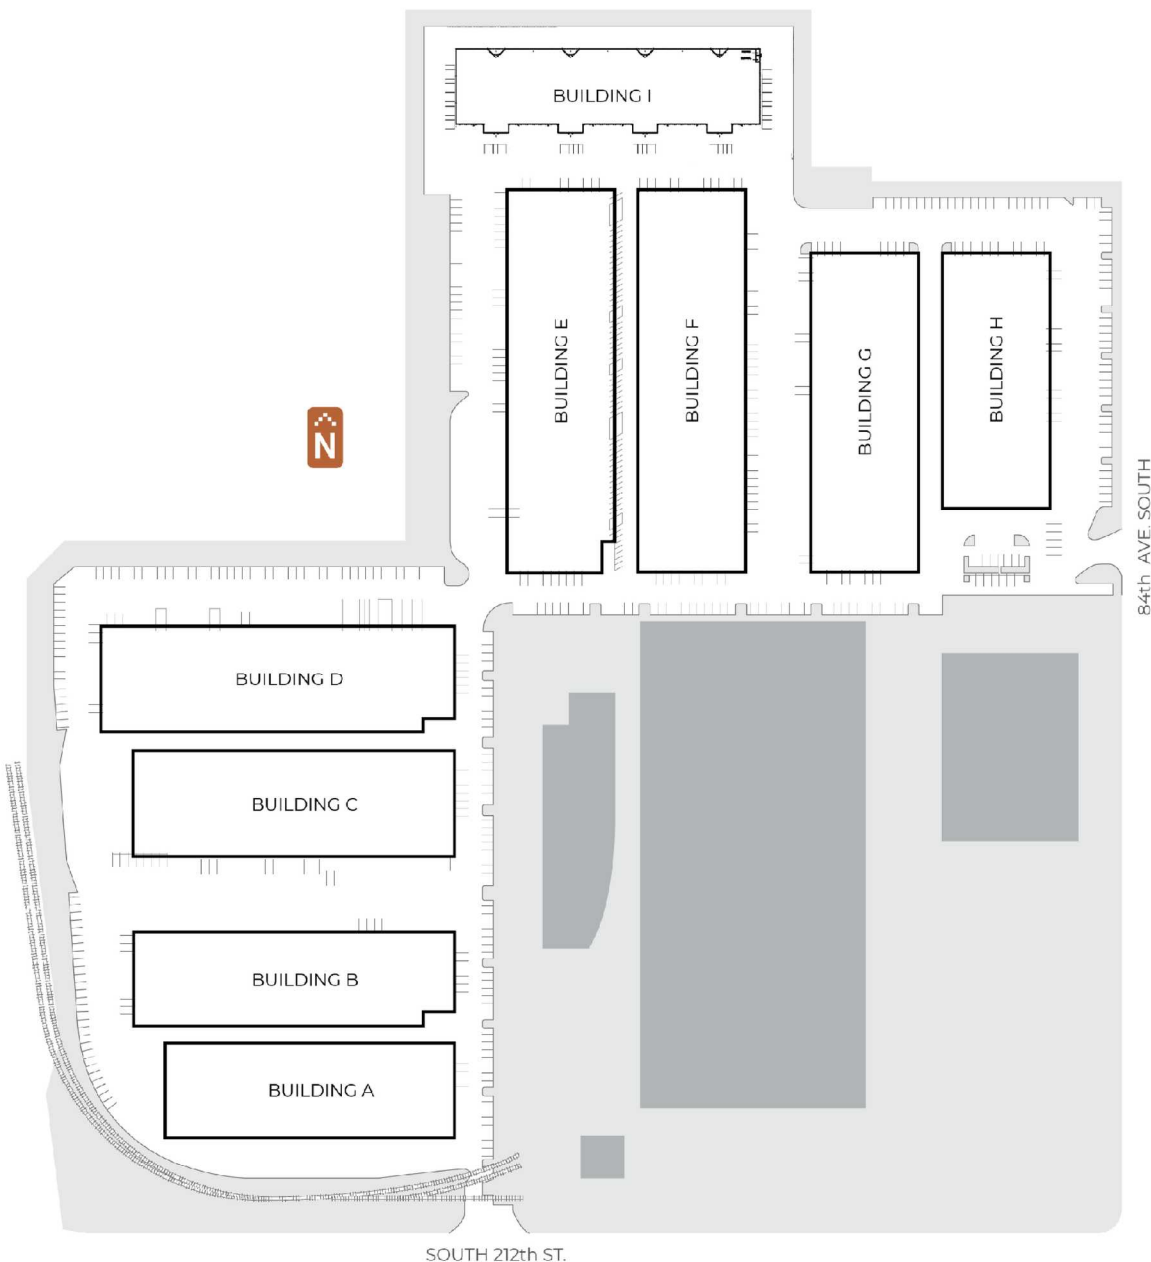 BUILDING I
BUILDING E
BUILDING F
BUILDING G
BUILDING H
N
84th AVE. SOUTH
BUILDING D
BUILDING C
BUILDING B
BUILDING A
SOUTH 212th ST.